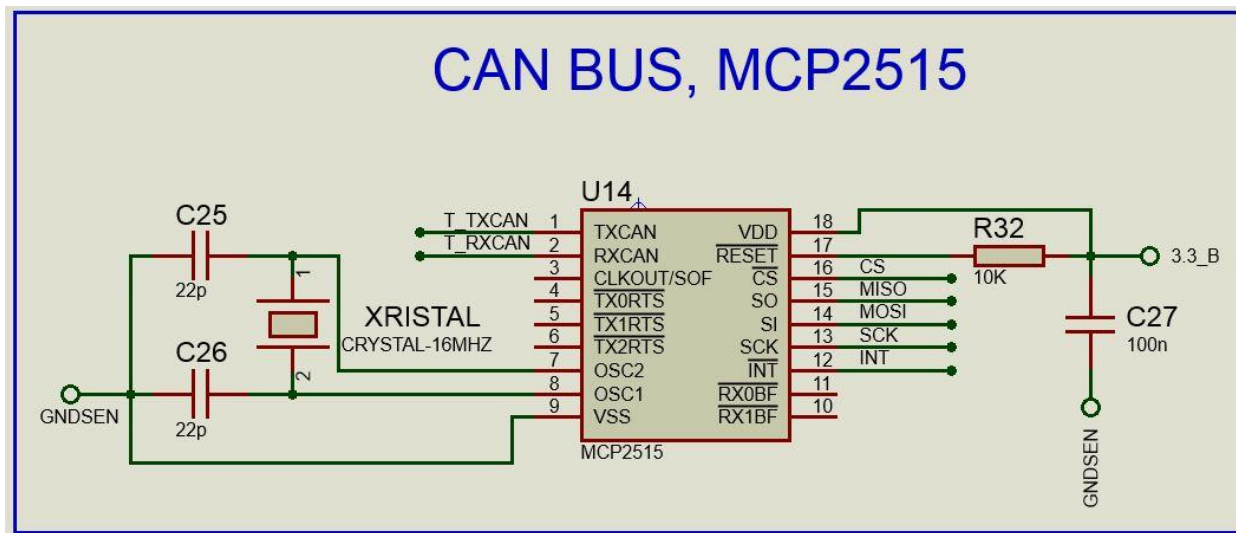 CAN BUS, MCP2515
U14
C25
22p
C26
22p
GNDSEN
1
2
XRISTAL
CRYSTAL-16MHZ
T_TXCAN
T_RXCAN
1
2
3
4
5
6
7
8
9
TXCAN
RXCAN
CLKOUT/SOF
TX0RTS
TX1RTS
TX2RTS
OSC2
OSC1
VSS
VDD
RESET
CS
SO
SI
SCK
INT
RX0BF
RX1BF
18
17
16
15
14
13
12
11
10
MCP2515
CS
MISO
MOSI
SCK
INT
R32
10K
3.3_B
C27
100n
GNDSEN